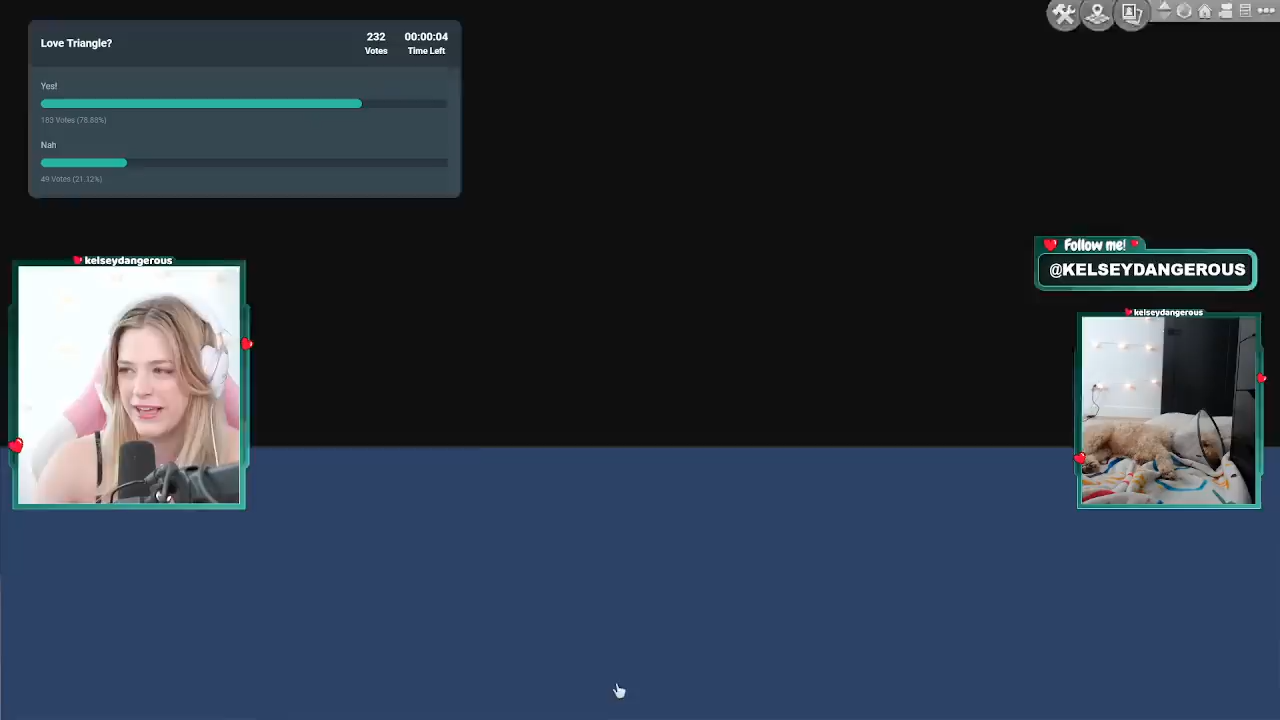 Love Triangle?
232
Votes
00:00:04
Time Left
Yes!
183 Votes (78.88%)
Nah
49 Votes (21.12%)
kelseydangerous
Follow me!
@KELSEYDANGEROUS
kelseydangerous